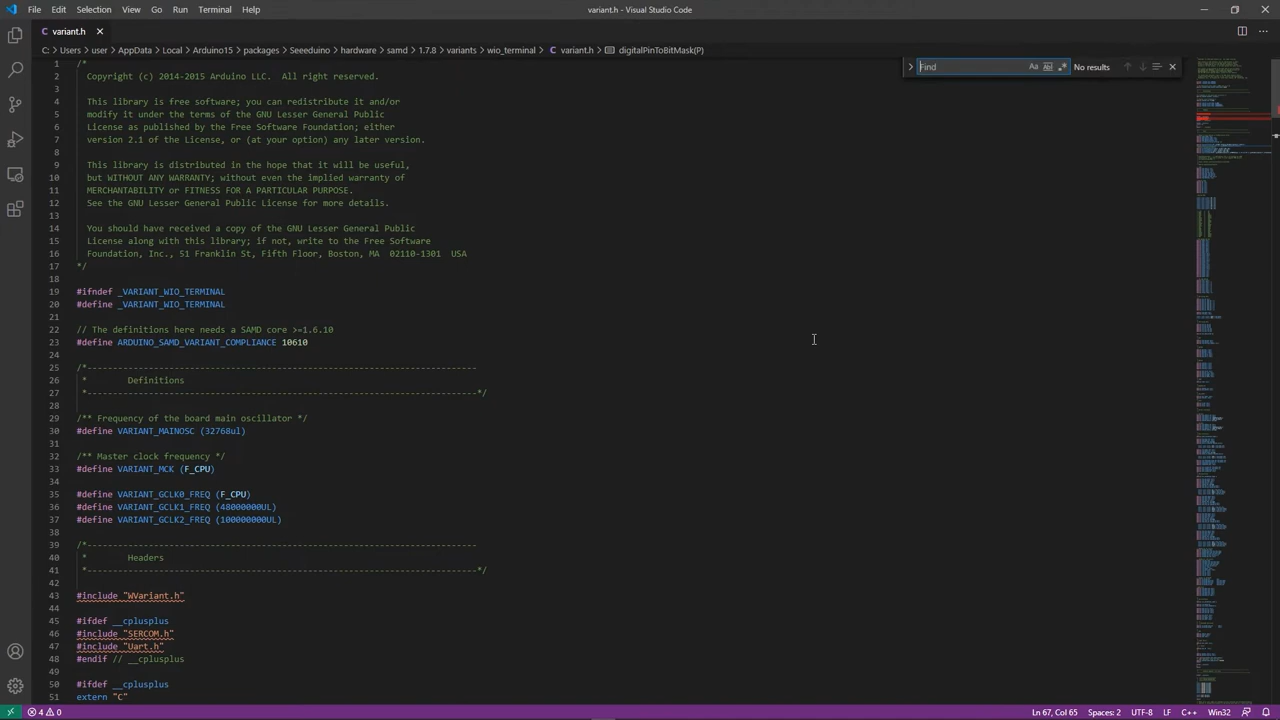 File Edit Selection View Go Run Terminal Help
variant.h - Visual Studio Code
variant.h
C: > Users > user > AppData > Local > Arduino15 > packages > Seeeduino > hardware > samd > 1.7.8 > variants > wio_terminal > variant.h > digitalPinToBitMask(P)
Find
Aa
No results
1 /*
2 Copyright (c) 2014-2015 Arduino LLC. All right reserved.
3
4 This library is free software; you can redistribute it and/or
5 modify it under the terms of the GNU Lesser General Public
6 License as published by the Free Software Foundation; either
7 version 2.1 of the License, or (at your option) later version.
8
9 This library is distributed in the hope that it will be useful,
10 but WITHOUT ANY WARRANTY; without even the implied warranty of
11 MERCHANTABILITY or FITNESS FOR A PARTICULAR PURPOSE.
12 See the GNU Lesser General Public License for more details.
13
14 You should have received a copy of the GNU Lesser General Public
15 License along with this library; if not, write to the Free Software
16 Foundation, Inc., 51 Franklin St, Fifth Floor, Boston, MA 02110-1301 USA
17 */
18
19 #ifndef _VARIANT_WIO_TERMINAL
20 #define _VARIANT_WIO_TERMINAL
21
22 // The definitions here needs a SAMD core >=1.6.10
23 #define ARDUINO_SAMD_VARIANT_COMPLIANCE 10610
24
25 /*----------------------------------------------------------------------------
26 * Definitions
27 *----------------------------------------------------------------------------*/
28
29 /** Frequency of the board main oscillator */
30 #define VARIANT_MAINOSC (32768ul)
31
32 /** Master clock frequency */
33 #define VARIANT_MCK (F_CPU)
34
35 #define VARIANT_GCLK0_FREQ (F_CPU)
36 #define VARIANT_GCLK1_FREQ (48000000UL)
37 #define VARIANT_GCLK2_FREQ (100000000UL)
38
39 /*----------------------------------------------------------------------------
40 * Headers
41 *----------------------------------------------------------------------------*/
42
43 #include "WVariant.h"
44
45 #ifdef __cplusplus
46 #include "SERCOM.h"
47 #include "Uart.h"
48 #endif // __cplusplus
49
50 #ifdef __cplusplus
51 extern "C"
4 0
Ln 67, Col 65 Spaces: 2 UTF-8 LF C++ Win32